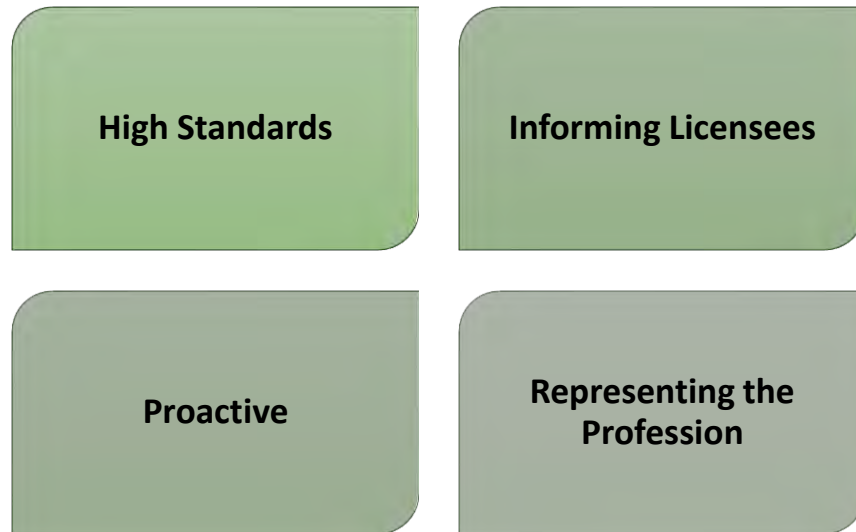 High Standards
Informing Licensees
Proactive
Representing the
Profession